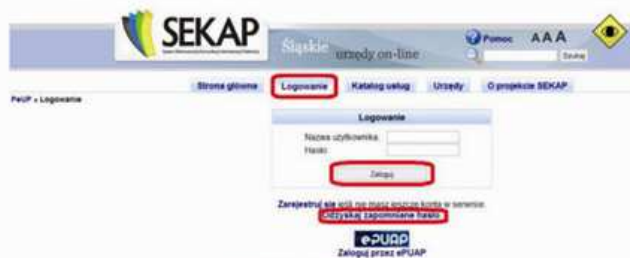 SEKAP
Śląskie urzędy on-line
Pomoc A A A
Szukaj
Strona główna Logowanie Katalog usług Urzędy O projekcie SEKAP
PeUP » Logowanie
Logowanie
Nazwa użytkownika:
Hasło:
Zaloguj
Zarejestruj się jeśli nie masz jeszcze konta w serwisie.
Odzyskaj zapomniane hasło
ePUAP
Zaloguj przez ePUAP